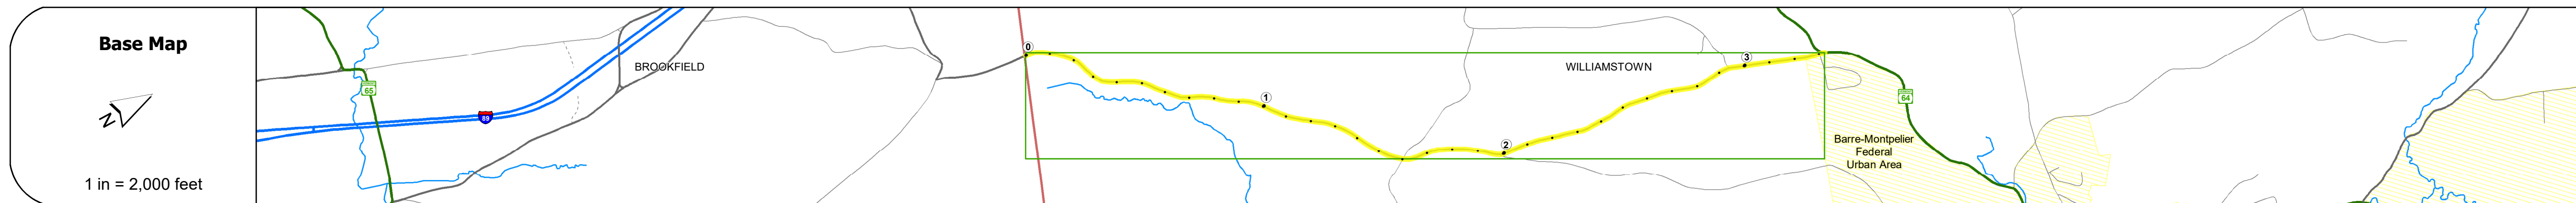 Base Map
N
1 in = 2,000 feet
65
89
BROOKFIELD
0
1
2
3
WILLIAMSTOWN
64
Barre-Montpelier
Federal
Urban Area